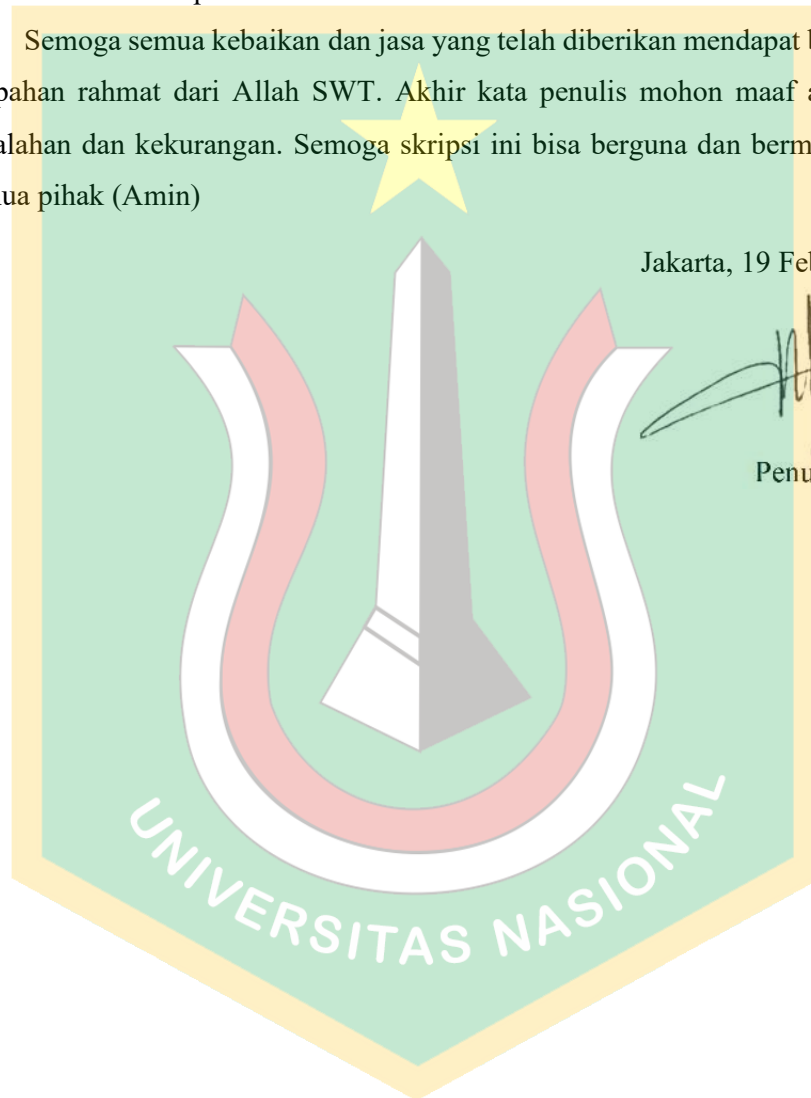 Semoga semua kebaikan dan jasa yang telah diberikan mendapat
pahan rahmat dari Allah SWT. Akhir kata penulis mohon maaf a
alahan dan kekurangan. Semoga skripsi ini bisa berguna dan berm
ua pihak (Amin)
Jakarta, 19 Feb
Penu
UNIVERSITAS NASIONAL